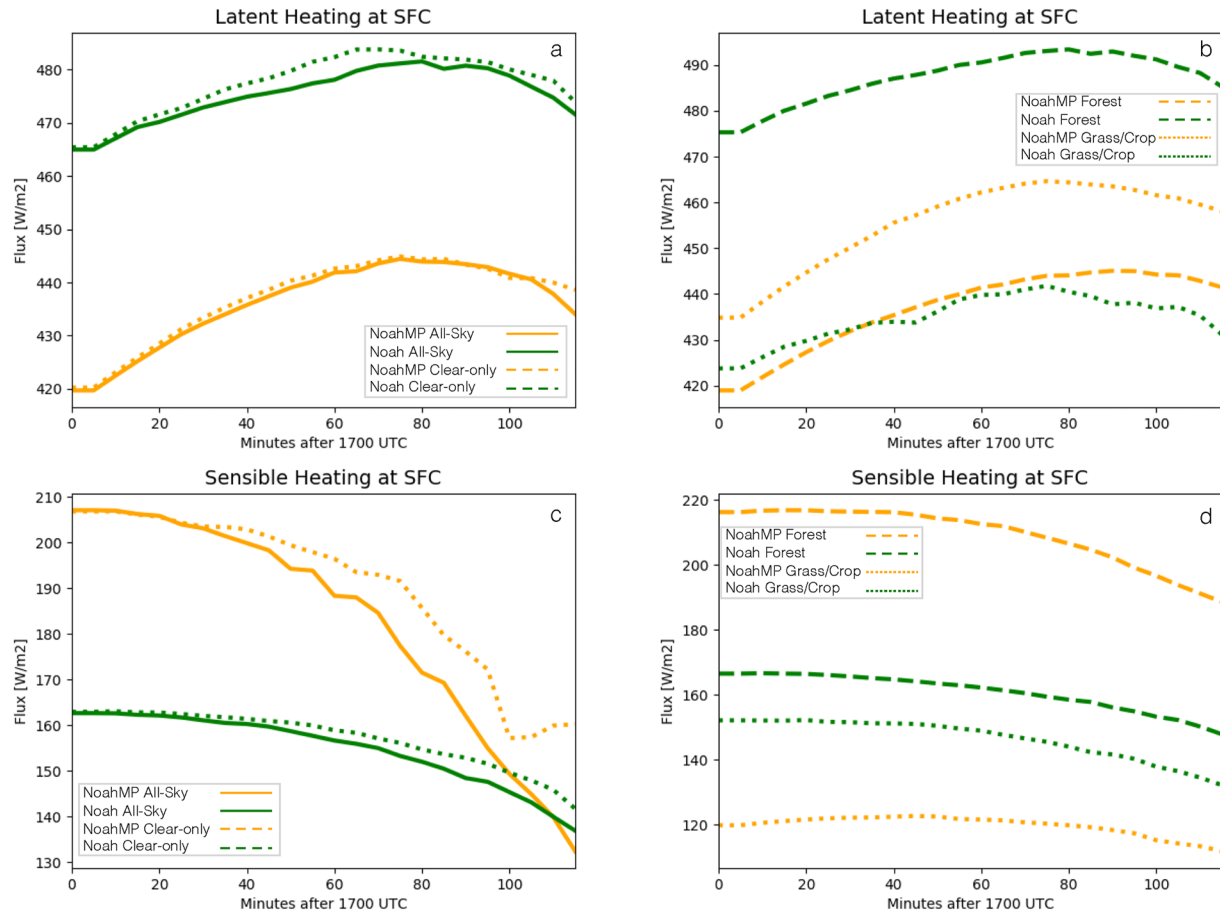 Latent Heating at SFC
a
Flux [W/m2]
480
470
460
450
440
430
420
NoahMP All-Sky
Noah All-Sky
NoahMP Clear-only
Noah Clear-only
0 20 40 60 80 100
Minutes after 1700 UTC
Latent Heating at SFC
b
Flux [W/m2]
490
480
470
460
450
440
430
420
NoahMP Forest
Noah Forest
NoahMP Grass/Crop
Noah Grass/Crop
0 20 40 60 80 100
Minutes after 1700 UTC
Sensible Heating at SFC
c
Flux [W/m2]
210
200
190
180
170
160
150
140
130
NoahMP All-Sky
Noah All-Sky
NoahMP Clear-only
Noah Clear-only
0 20 40 60 80 100
Minutes after 1700 UTC
Sensible Heating at SFC
d
Flux [W/m2]
220
200
180
160
140
120
NoahMP Forest
Noah Forest
NoahMP Grass/Crop
Noah Grass/Crop
0 20 40 60 80 100
Minutes after 1700 UTC